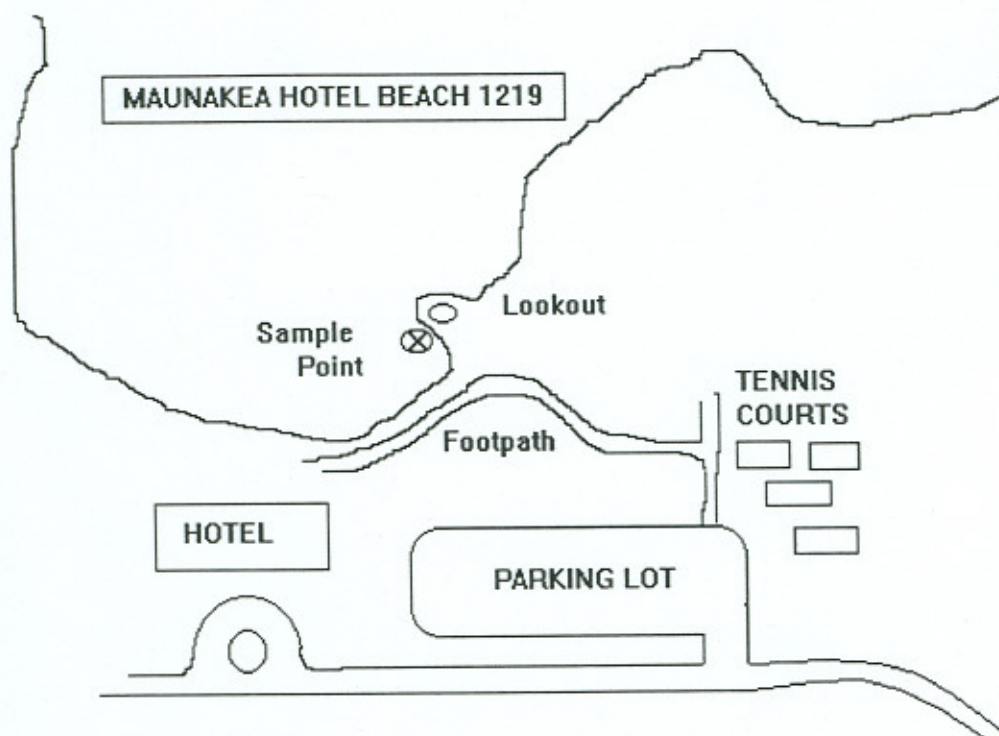 MAUNAKEA HOTEL BEACH 1219
Lookout
Sample
Point
TENNIS
COURTS
Footpath
HOTEL
PARKING LOT